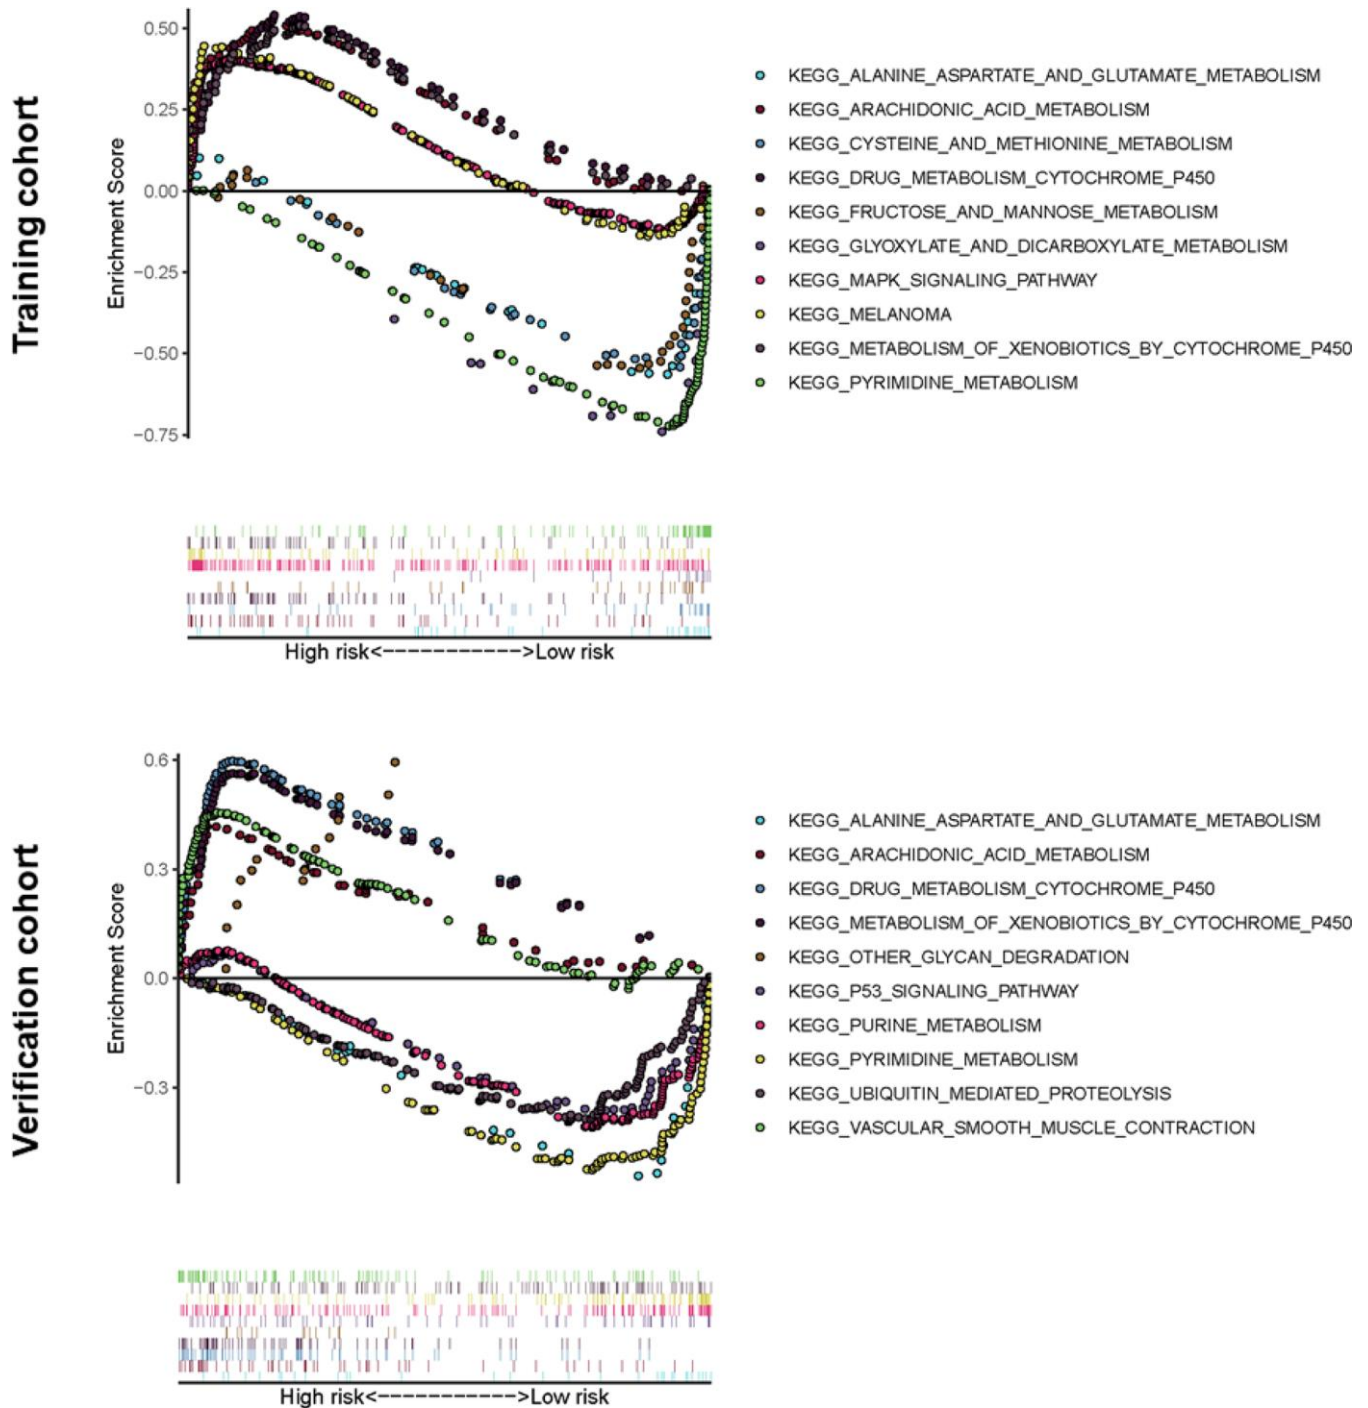 Training cohort
Enrichment Score
0.50
0.25
0.00
−0.25
−0.50
−0.75
KEGG_ALANINE_ASPARTATE_AND_GLUTAMATE_METABOLISM
KEGG_ARACHIDONIC_ACID_METABOLISM
KEGG_CYSTEINE_AND_METHIONINE_METABOLISM
KEGG_DRUG_METABOLISM_CYTOCHROME_P450
KEGG_FRUCTOSE_AND_MANNOSE_METABOLISM
KEGG_GLYOXYLATE_AND_DICARBOXYLATE_METABOLISM
KEGG_MAPK_SIGNALING_PATHWAY
KEGG_MELANOMA
KEGG_METABOLISM_OF_XENOBIOTICS_BY_CYTOCHROME_P450
KEGG_PYRIMIDINE_METABOLISM
High risk<----------->Low risk
Verification cohort
Enrichment Score
0.6
0.3
0.0
−0.3
KEGG_ALANINE_ASPARTATE_AND_GLUTAMATE_METABOLISM
KEGG_ARACHIDONIC_ACID_METABOLISM
KEGG_DRUG_METABOLISM_CYTOCHROME_P450
KEGG_METABOLISM_OF_XENOBIOTICS_BY_CYTOCHROME_P450
KEGG_OTHER_GLYCAN_DEGRADATION
KEGG_P53_SIGNALING_PATHWAY
KEGG_PURINE_METABOLISM
KEGG_PYRIMIDINE_METABOLISM
KEGG_UBIQUITIN_MEDIATED_PROTEOLYSIS
KEGG_VASCULAR_SMOOTH_MUSCLE_CONTRACTION
High risk<----------->Low risk